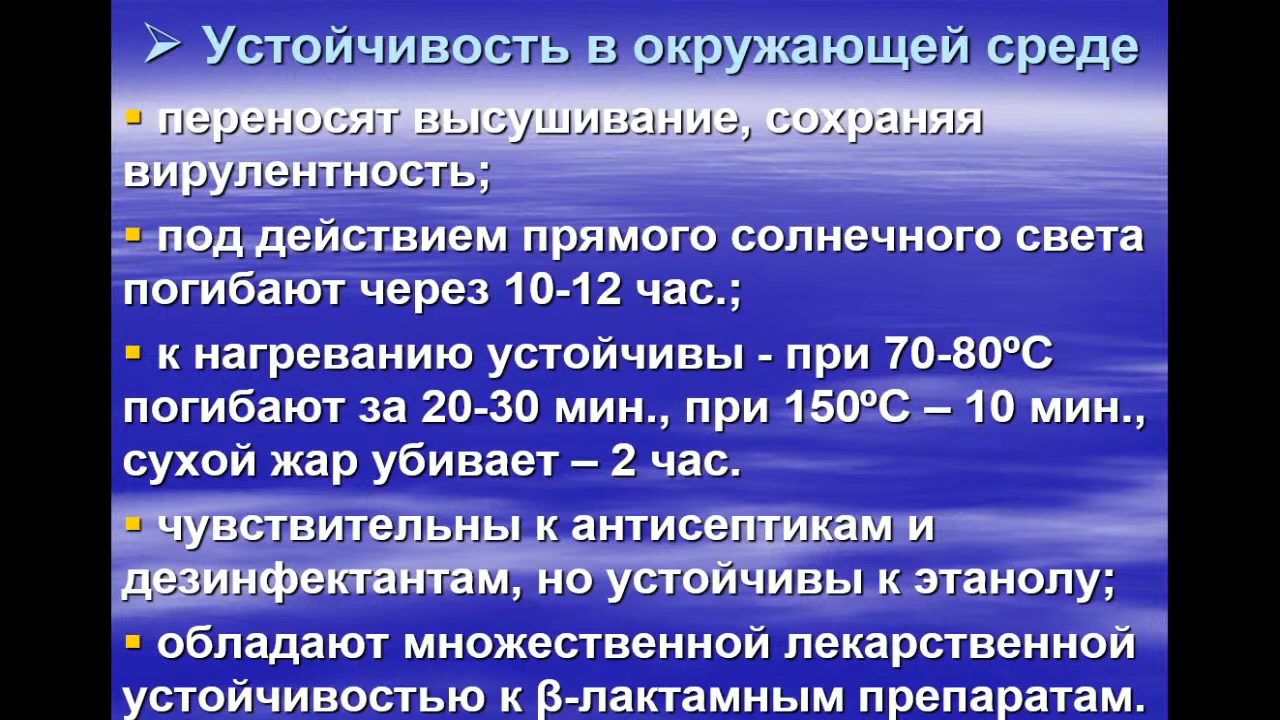 ➢ Устойчивость в окружающей среде
▪ переносят высушивание, сохраняя
вирулентность;
▪ под действием прямого солнечного света
погибают через 10-12 час.;
▪ к нагреванию устойчивы - при 70-80ºС
погибают за 20-30 мин., при 150ºС – 10 мин.,
сухой жар убивает – 2 час.
▪ чувствительны к антисептикам и
дезинфектантам, но устойчивы к этанолу;
▪ обладают множественной лекарственной
устойчивостью к β-лактамным препаратам.